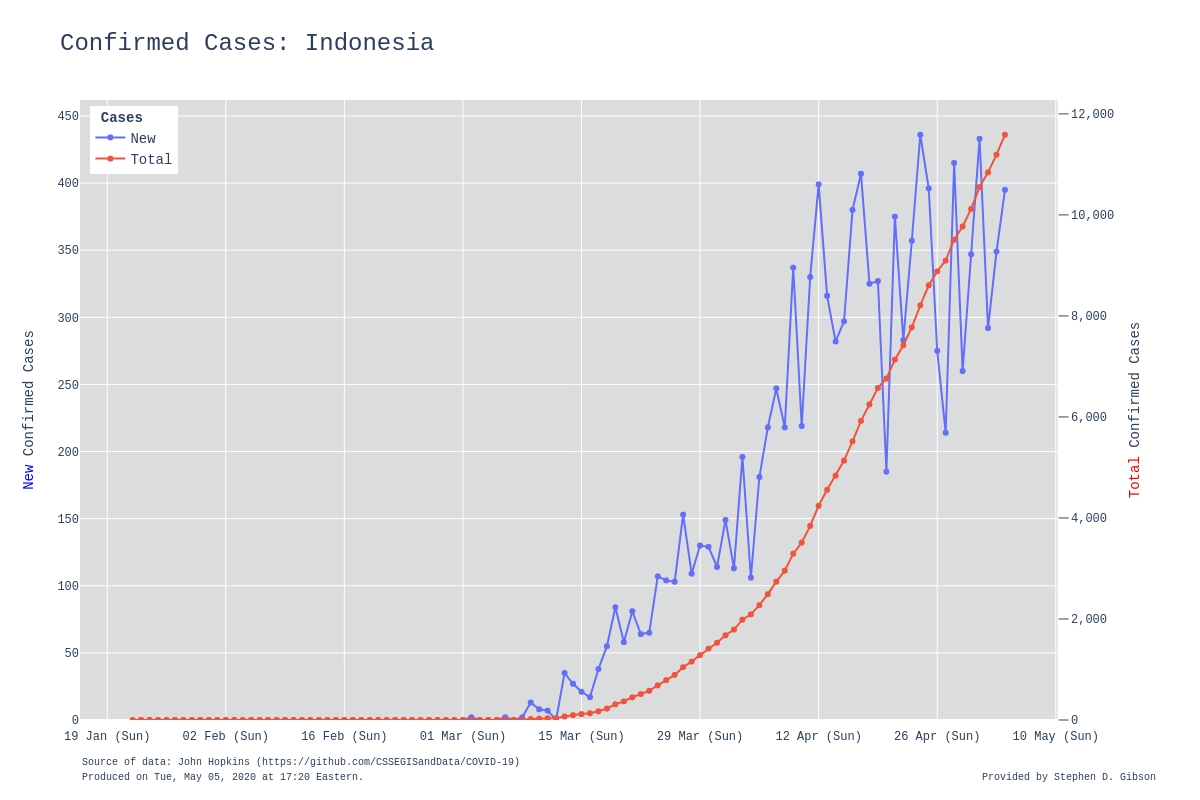 Confirmed Cases: Indonesia
Cases
New
Total
450
400
350
300
250
200
150
100
50
0
12,000
10,000
8,000
6,000
4,000
2,000
0
New Confirmed Cases
Total Confirmed Cases
19 Jan (Sun) 02 Feb (Sun) 16 Feb (Sun) 01 Mar (Sun) 15 Mar (Sun) 29 Mar (Sun) 12 Apr (Sun) 26 Apr (Sun) 10 May (Sun)
Source of data: John Hopkins (https://github.com/CSSEGISandData/COVID-19)
Produced on Tue, May 05, 2020 at 17:20 Eastern.
Provided by Stephen D. Gibson